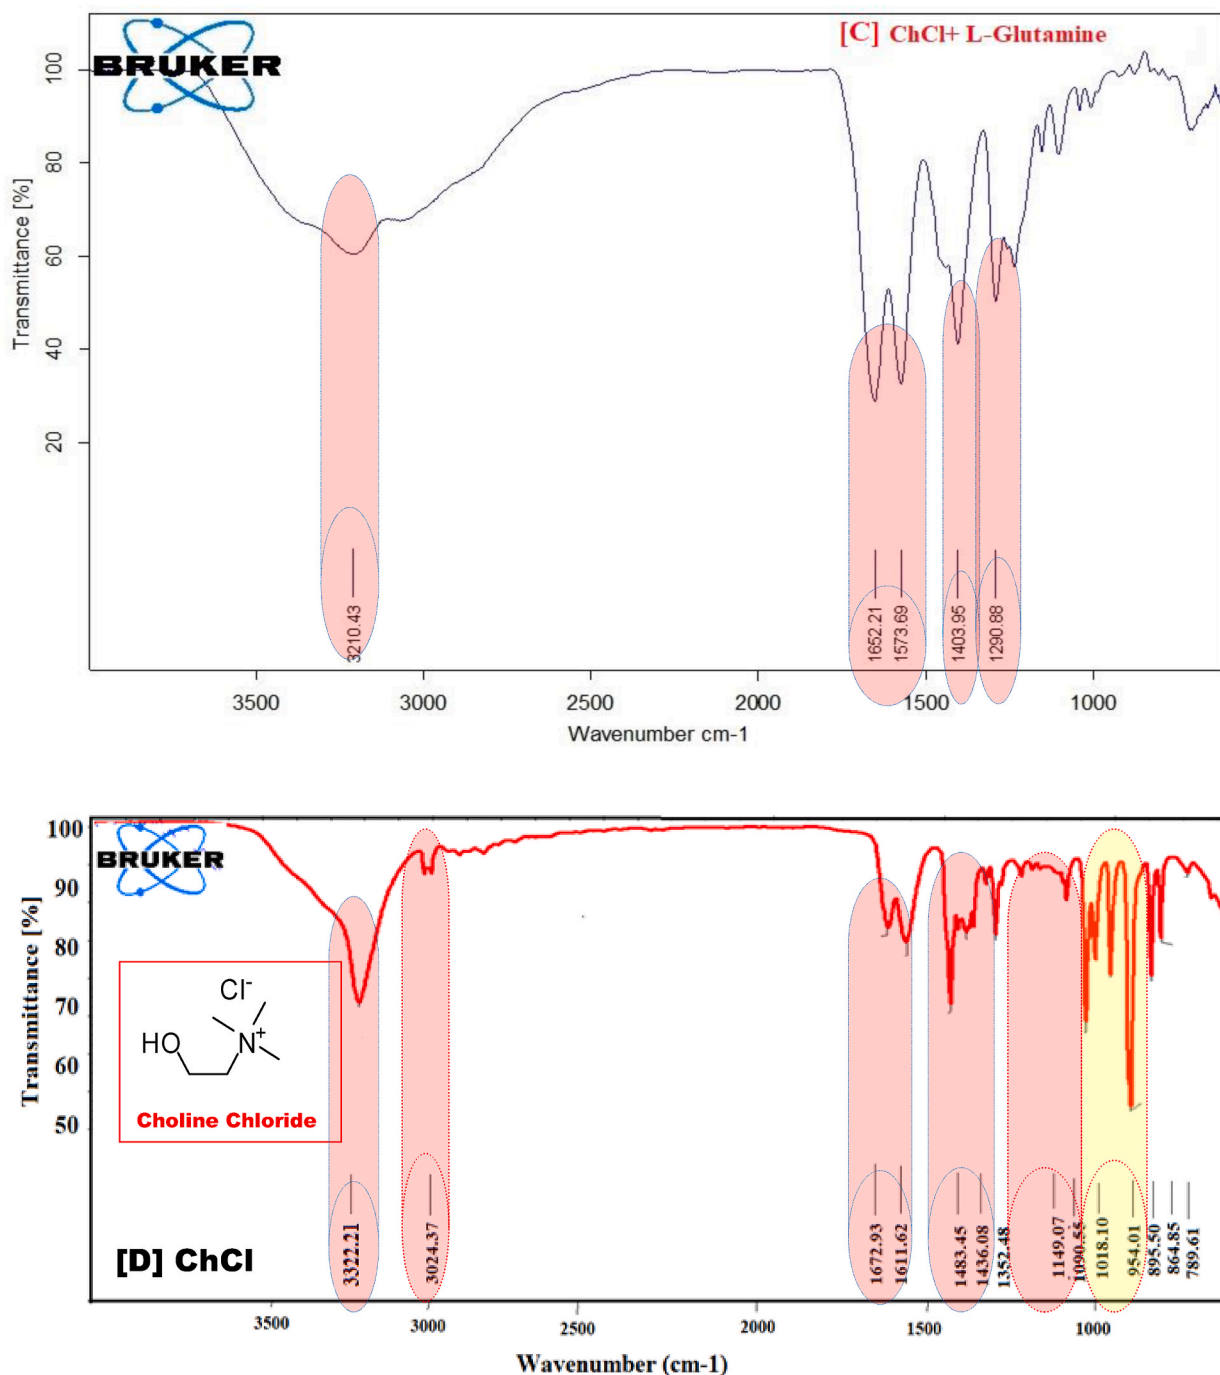 [C] ChCl+ L-Glutamine
BRUKER
Transmittance [%]
100
80
60
40
20
3210.43
1652.21
1573.69
1403.95
1290.88
3500 3000 2500 2000 1500 1000
Wavenumber cm-1
BRUKER
Transmittance [%]
100
90
80
70
60
50
Cl-
HO
N+
Choline Chloride
[D] ChCl
3322.21
3024.37
1672.93
1611.62
1483.45
1436.08
1352.48
1149.07
1090.55
1018.10
954.01
895.50
864.85
789.61
3500 3000 2500 2000 1500 1000
Wavenumber (cm-1)